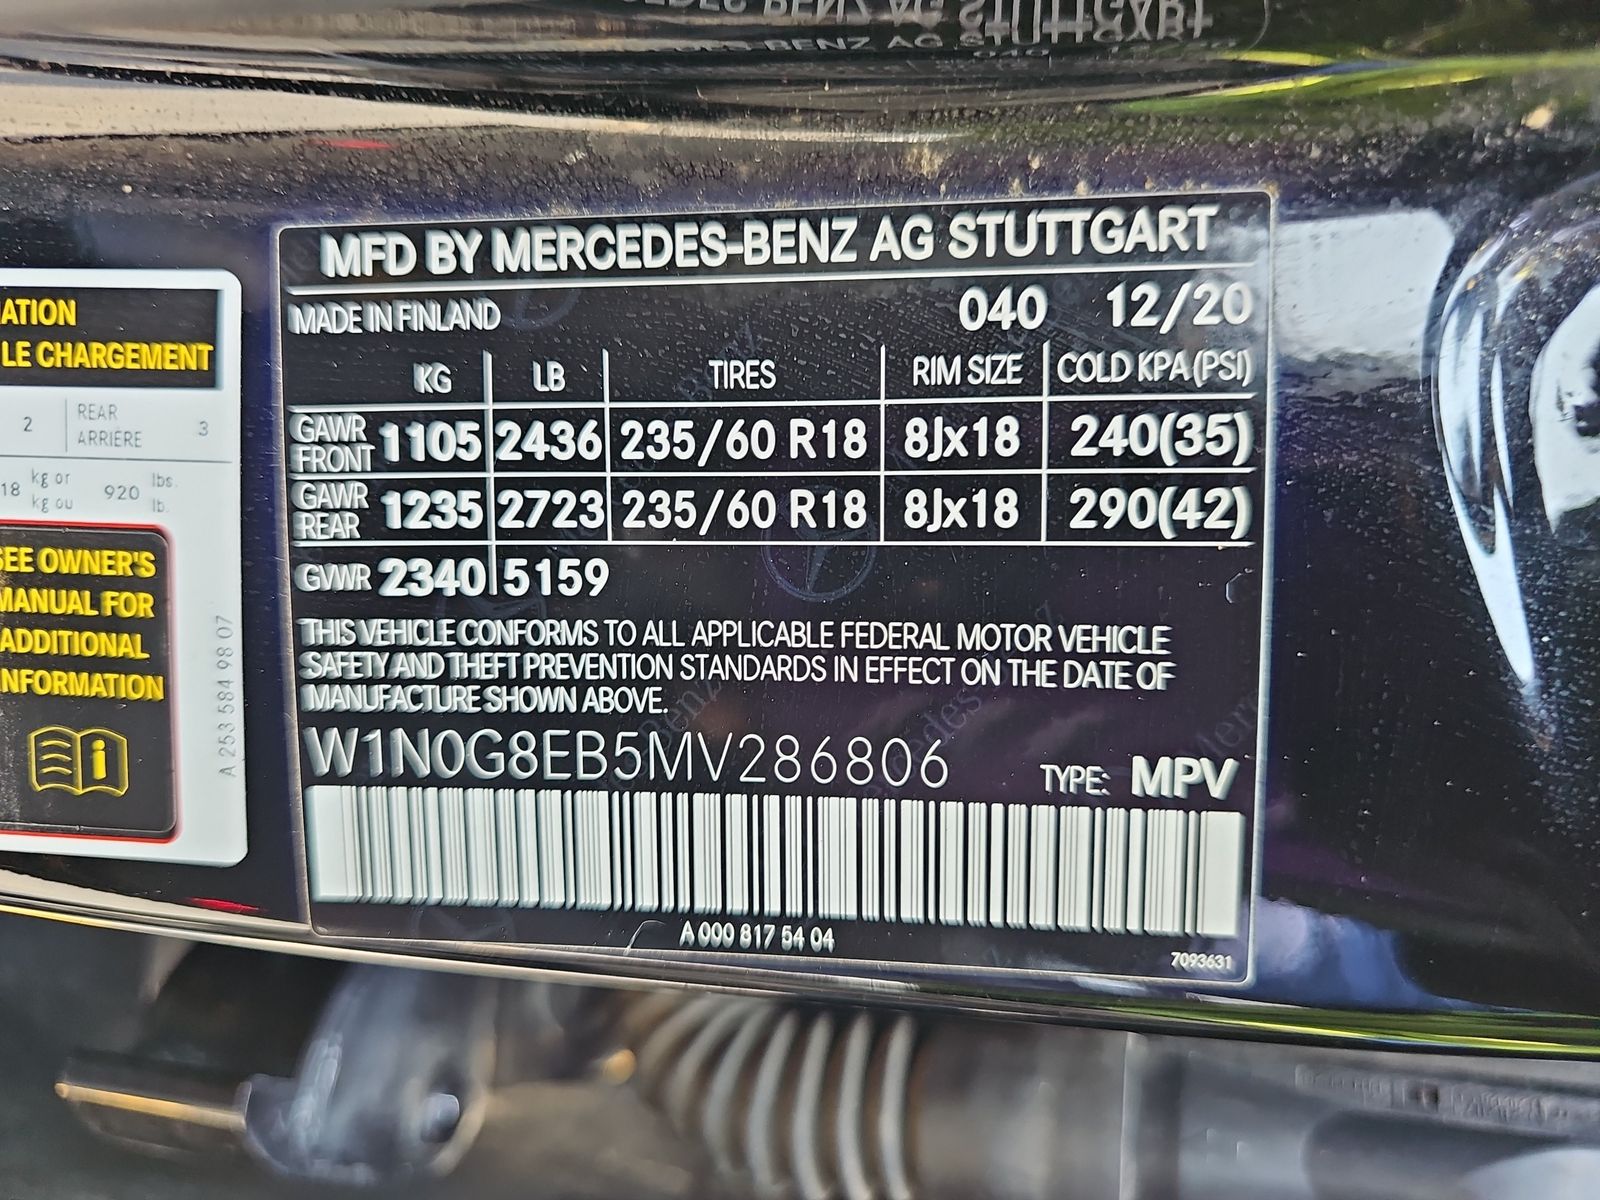 MFD BY MERCEDES-BENZ AG STUTTGART
MADE IN FINLAND 040 12/20
KG LB TIRES RIM SIZE COLD KPA (PSI)
GAWR FRONT 1105 2436 235/60 R18 8Jx18 240(35)
GAWR REAR 1235 2723 235/60 R18 8Jx18 290(42)
GVWR 2340 5159
THIS VEHICLE CONFORMS TO ALL APPLICABLE FEDERAL MOTOR VEHICLE
SAFETY AND THEFT PREVENTION STANDARDS IN EFFECT ON THE DATE OF
MANUFACTURE SHOWN ABOVE.
W1N0G8EB5MV286806 TYPE: MPV
A 000 817 54 04
7093631
ATION
LE CHARGEMENT
2 REAR
ARRIÈRE 3
18 kg or 920 lbs.
kg ou lb.
SEE OWNER'S
MANUAL FOR
ADDITIONAL
INFORMATION
A 253 584 98 07